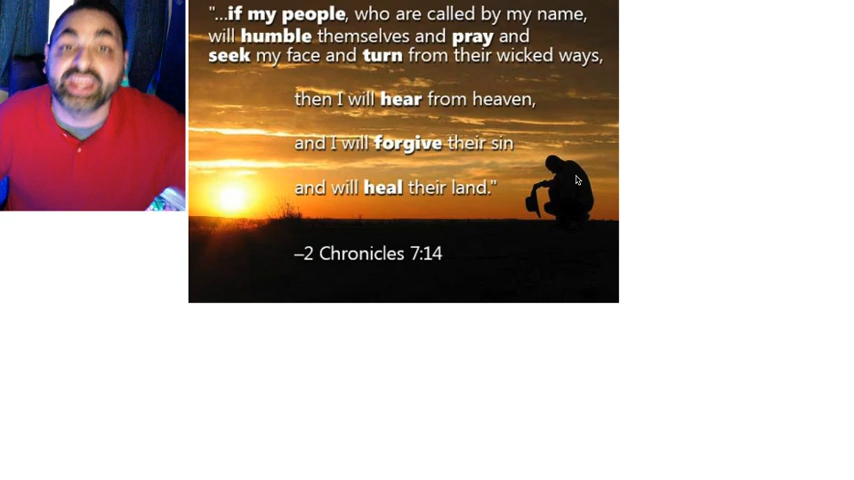 "...if my people, who are called by my name,
will humble themselves and pray and
seek my face and turn from their wicked ways,
then I will hear from heaven,
and I will forgive their sin
and will heal their land."
–2 Chronicles 7:14